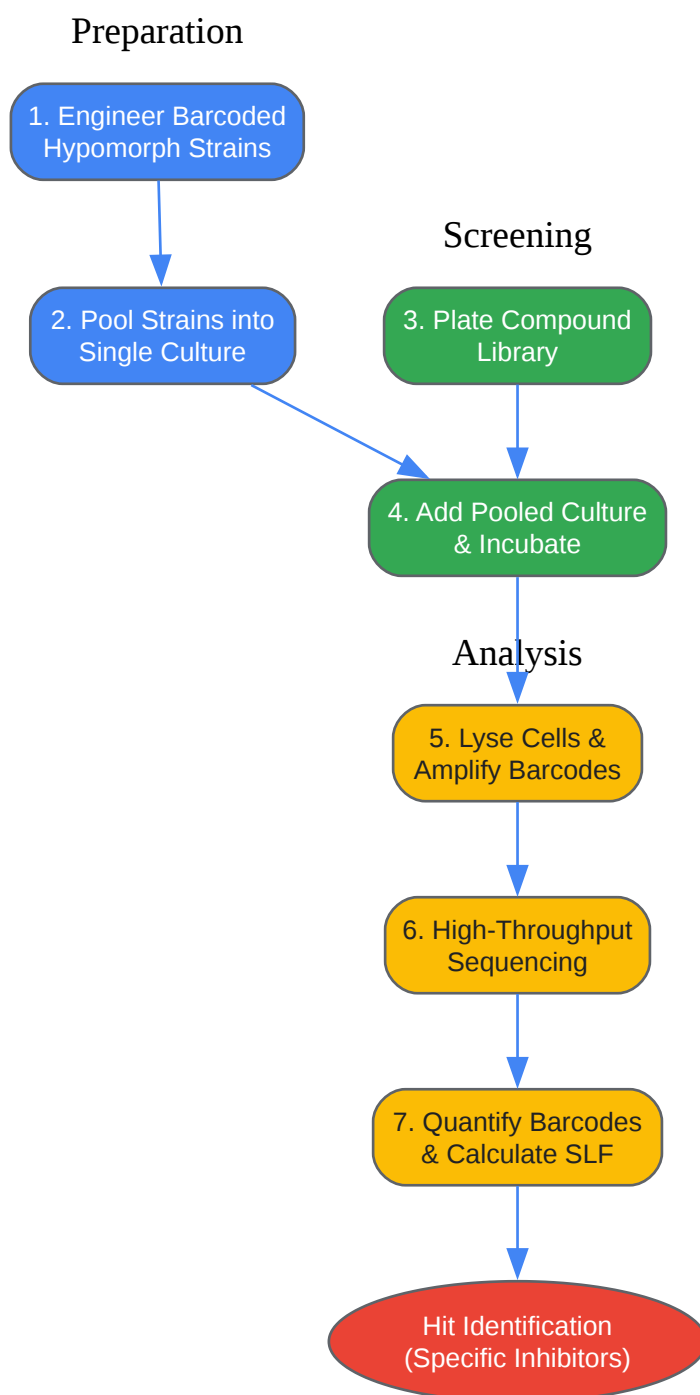 Preparation
1. Engineer Barcoded
Hypomorph Strains
Screening
2. Pool Strains into
Single Culture
3. Plate Compound
Library
4. Add Pooled Culture
& Incubate
Analysis
5. Lyse Cells &
Amplify Barcodes
6. High-Throughput
Sequencing
7. Quantify Barcodes
& Calculate SLF
Hit Identification
(Specific Inhibitors)